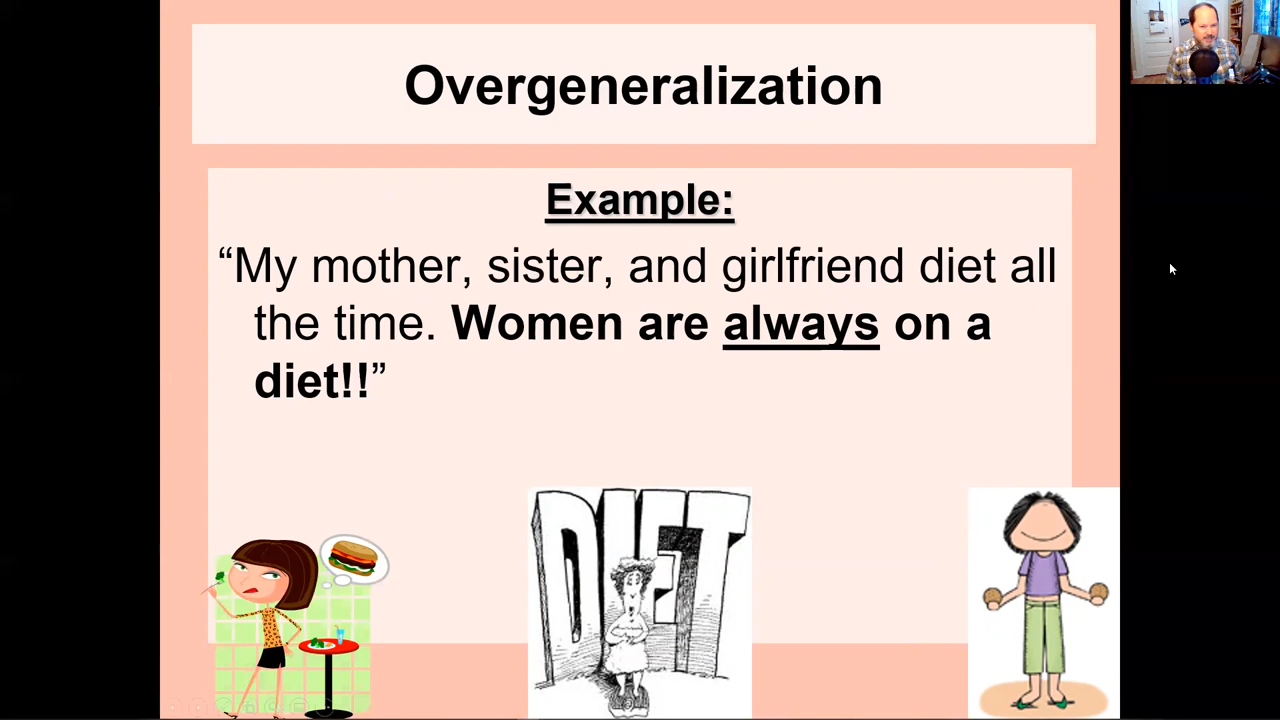 Overgeneralization
Example:
“My mother, sister, and girlfriend diet all
the time. Women are always on a
diet!!”
DIET